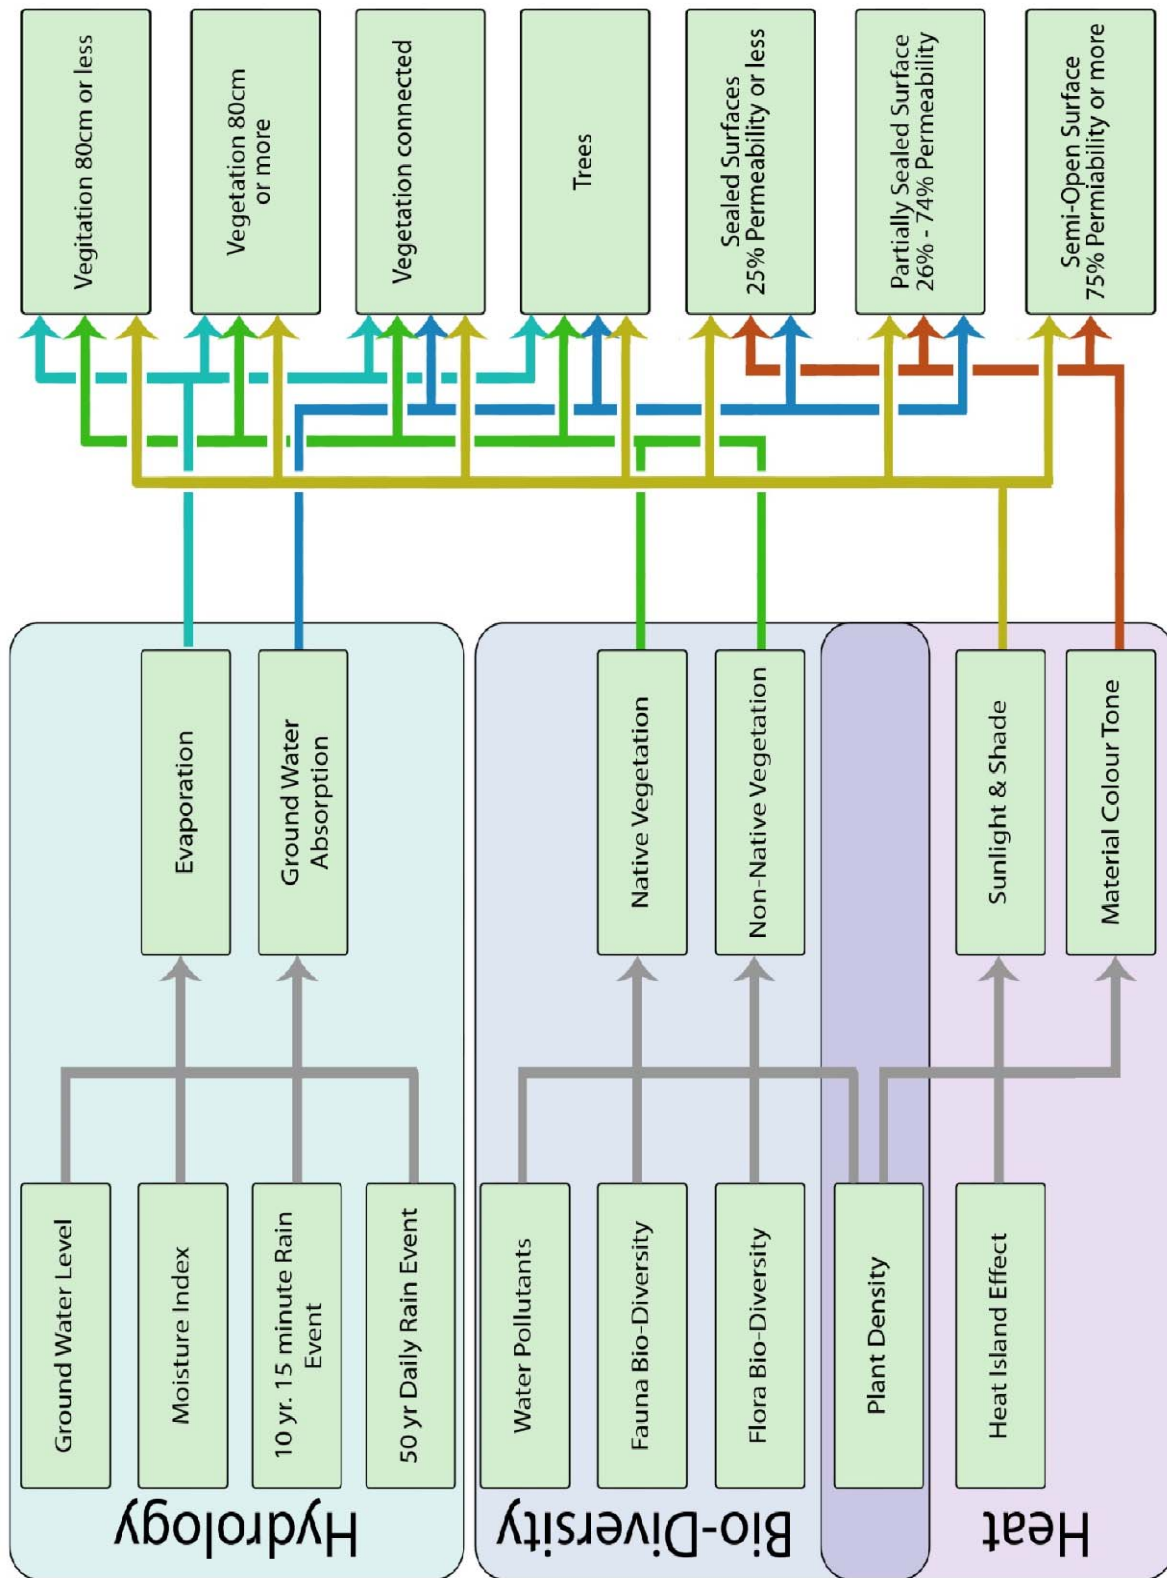 Hydrology
Ground Water Level
Moisture Index
10 yr. 15 minute Rain
Event
50 yr Daily Rain Event
Evaporation
Ground Water
Absorption
Bio-Diversity
Water Pollutants
Fauna Bio-Diversity
Flora Bio-Diversity
Plant Density
Native Vegetation
Non-Native Vegetation
Heat
Heat Island Effect
Sunlight & Shade
Material Colour Tone
Vegitation 80cm or less
Vegetation 80cm
or more
Vegetation connected
Trees
Sealed Surfaces
25% Permeability or less
Partially Sealed Surface
26% - 74% Permeability
Semi-Open Surface
75% Permiability or more